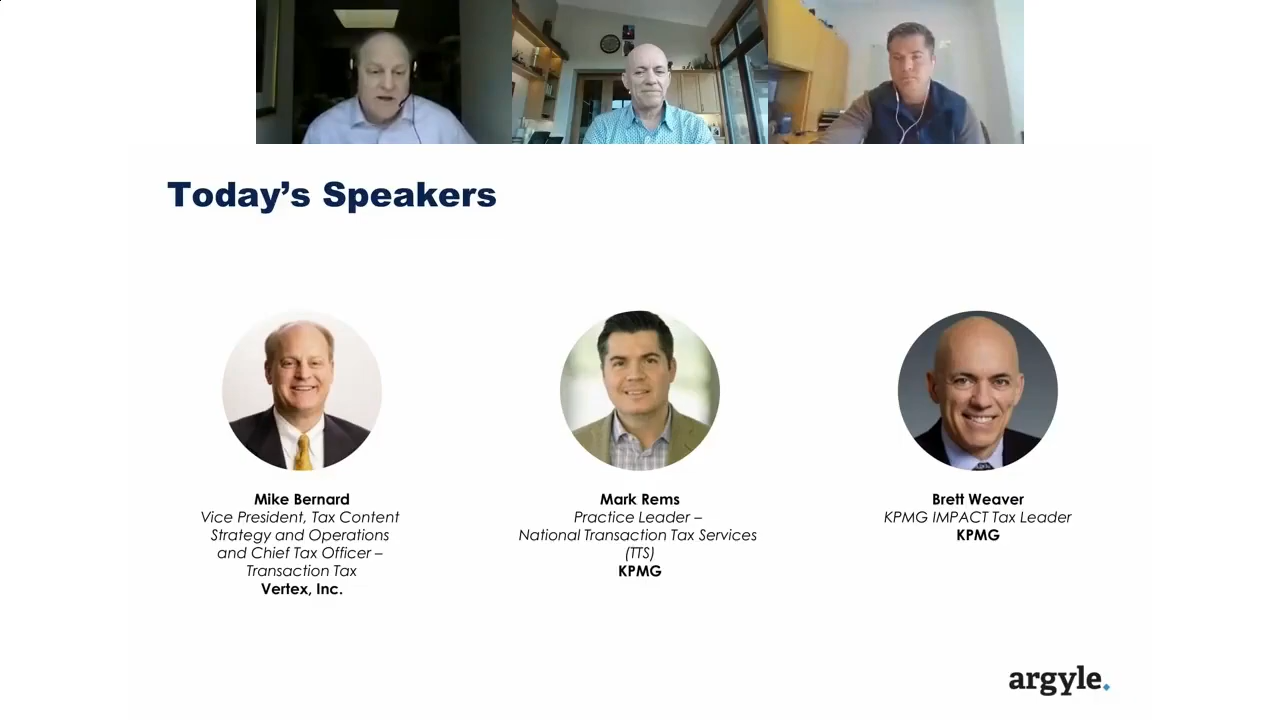 Today’s Speakers
Mike Bernard
Vice President, Tax Content
Strategy and Operations
and Chief Tax Officer –
Transaction Tax
Vertex, Inc.
Mark Rems
Practice Leader –
National Transaction Tax Services
(TTS)
KPMG
Brett Weaver
KPMG IMPACT Tax Leader
KPMG
argyle.